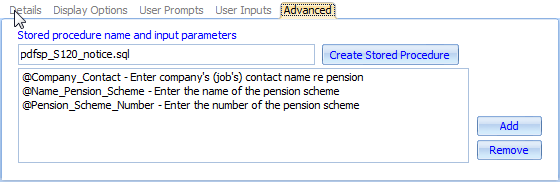 Details Display Options User Prompts User Inputs Advanced
Stored procedure name and input parameters
pdfsp_S120_notice.sql Create Stored Procedure
@Company_Contact - Enter company's (job's) contact name re pension
@Name_Pension_Scheme - Enter the name of the pension scheme
@Pension_Scheme_Number - Enter the number of the pension scheme
Add
Remove